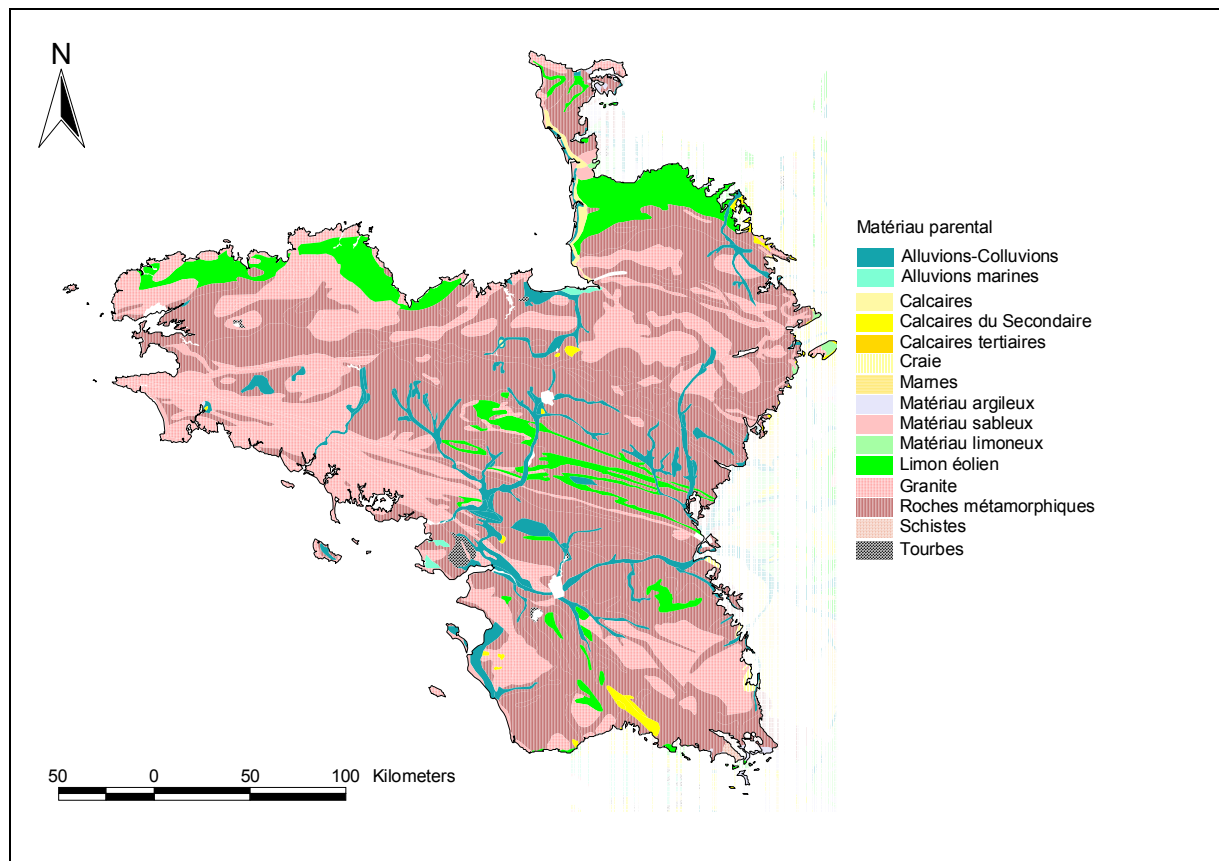 N
Matériau parental
Alluvions-Colluvions
Alluvions marines
Calcaires
Calcaires du Secondaire
Calcaires tertiaires
Craie
Marnes
Matériau argileux
Matériau sableux
Matériau limoneux
Limon éolien
Granite
Roches métamorphiques
Schistes
Tourbes
50 0 50 100 Kilometers